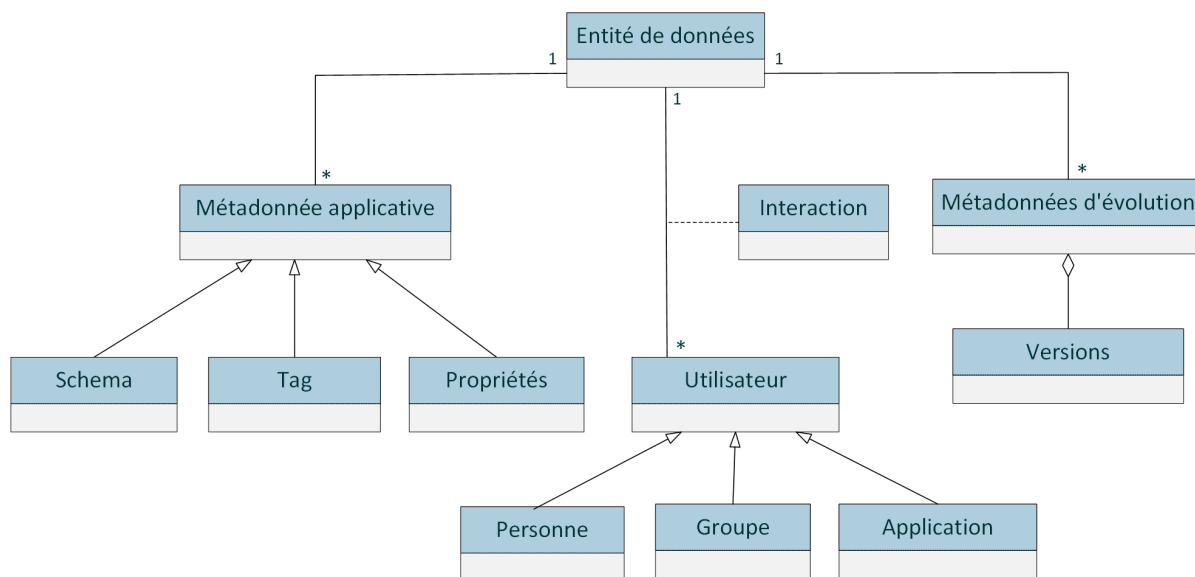 Entité de données
1
1
1
*
*
Métadonnée applicative
Interaction
Métadonnées d'évolution
*
Schema
Tag
Propriétés
Utilisateur
Versions
Personne
Groupe
Application